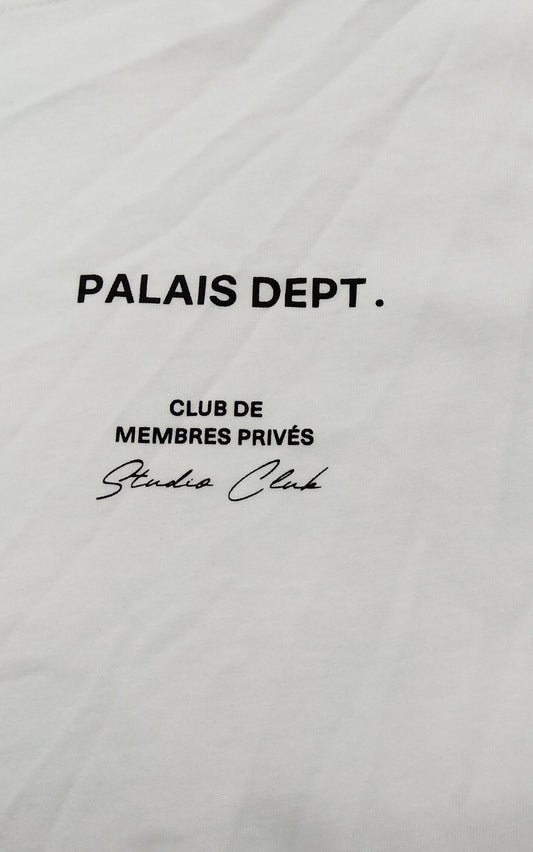 PALAIS DEPT.
CLUB DE
MEMBRES PRIVÉS
Studio Club